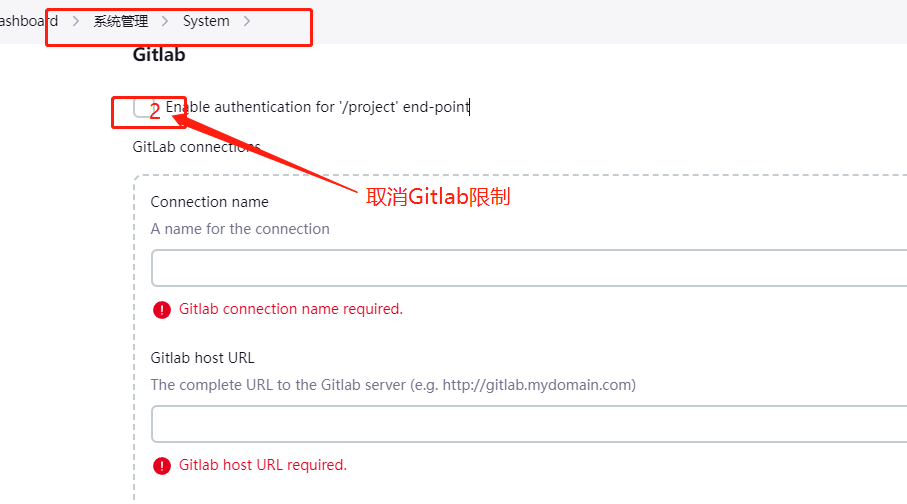 ashboard > 系统管理 > System >
Gitlab
2 Enable authentication for '/project' end-point
GitLab connections
取消Gitlab限制
Connection name
A name for the connection
! Gitlab connection name required.
Gitlab host URL
The complete URL to the Gitlab server (e.g. http://gitlab.mydomain.com)
! Gitlab host URL required.